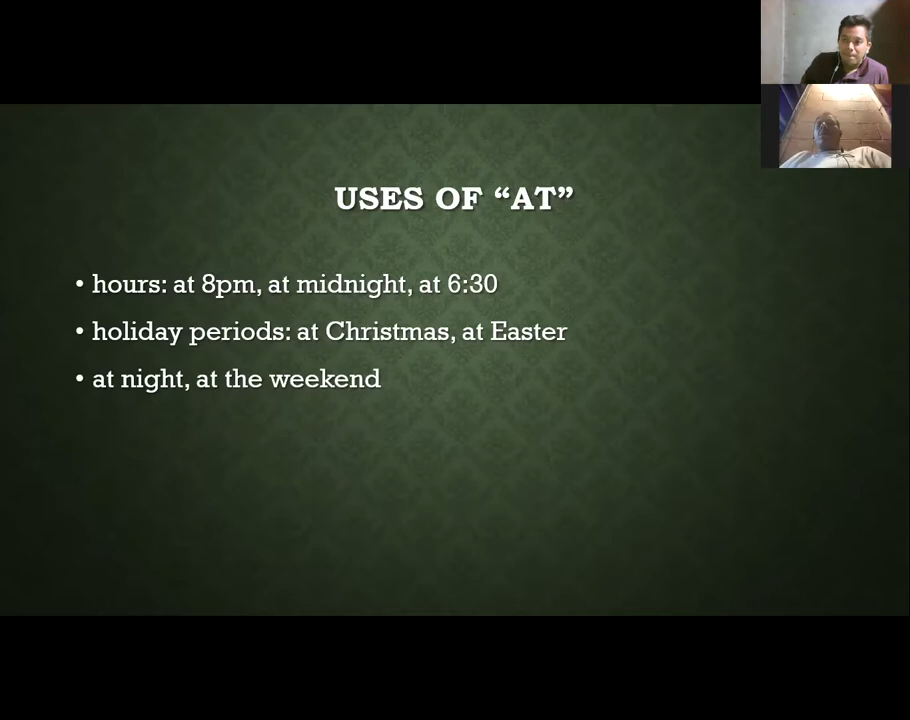 USES OF “AT”
• hours: at 8pm, at midnight, at 6:30
• holiday periods: at Christmas, at Easter
• at night, at the weekend